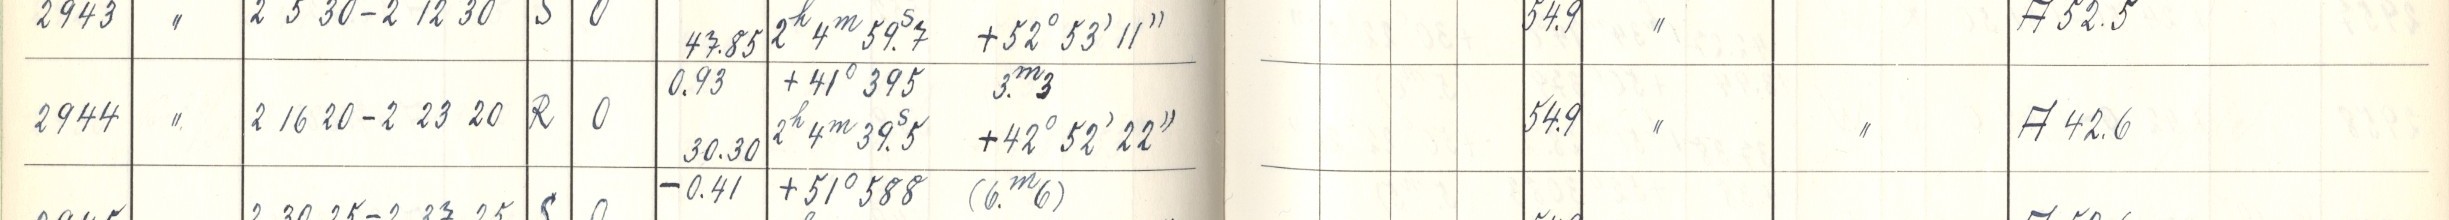 2943 " 2 5 30 – 2 12 30 S 0 54.9 " A 52.5
47.85 2ʰ 4ᵐ 59ˢ.7 +52° 53' 11"
0.93 +41° 395 3.ᵐ3
2944 " 2 16 20 – 2 23 20 R 0 54.9 " " A 42.6
30.30 2ʰ 4ᵐ 39ˢ.5 +42° 52' 22"
−0.41 +51° 588 (6.ᵐ6)